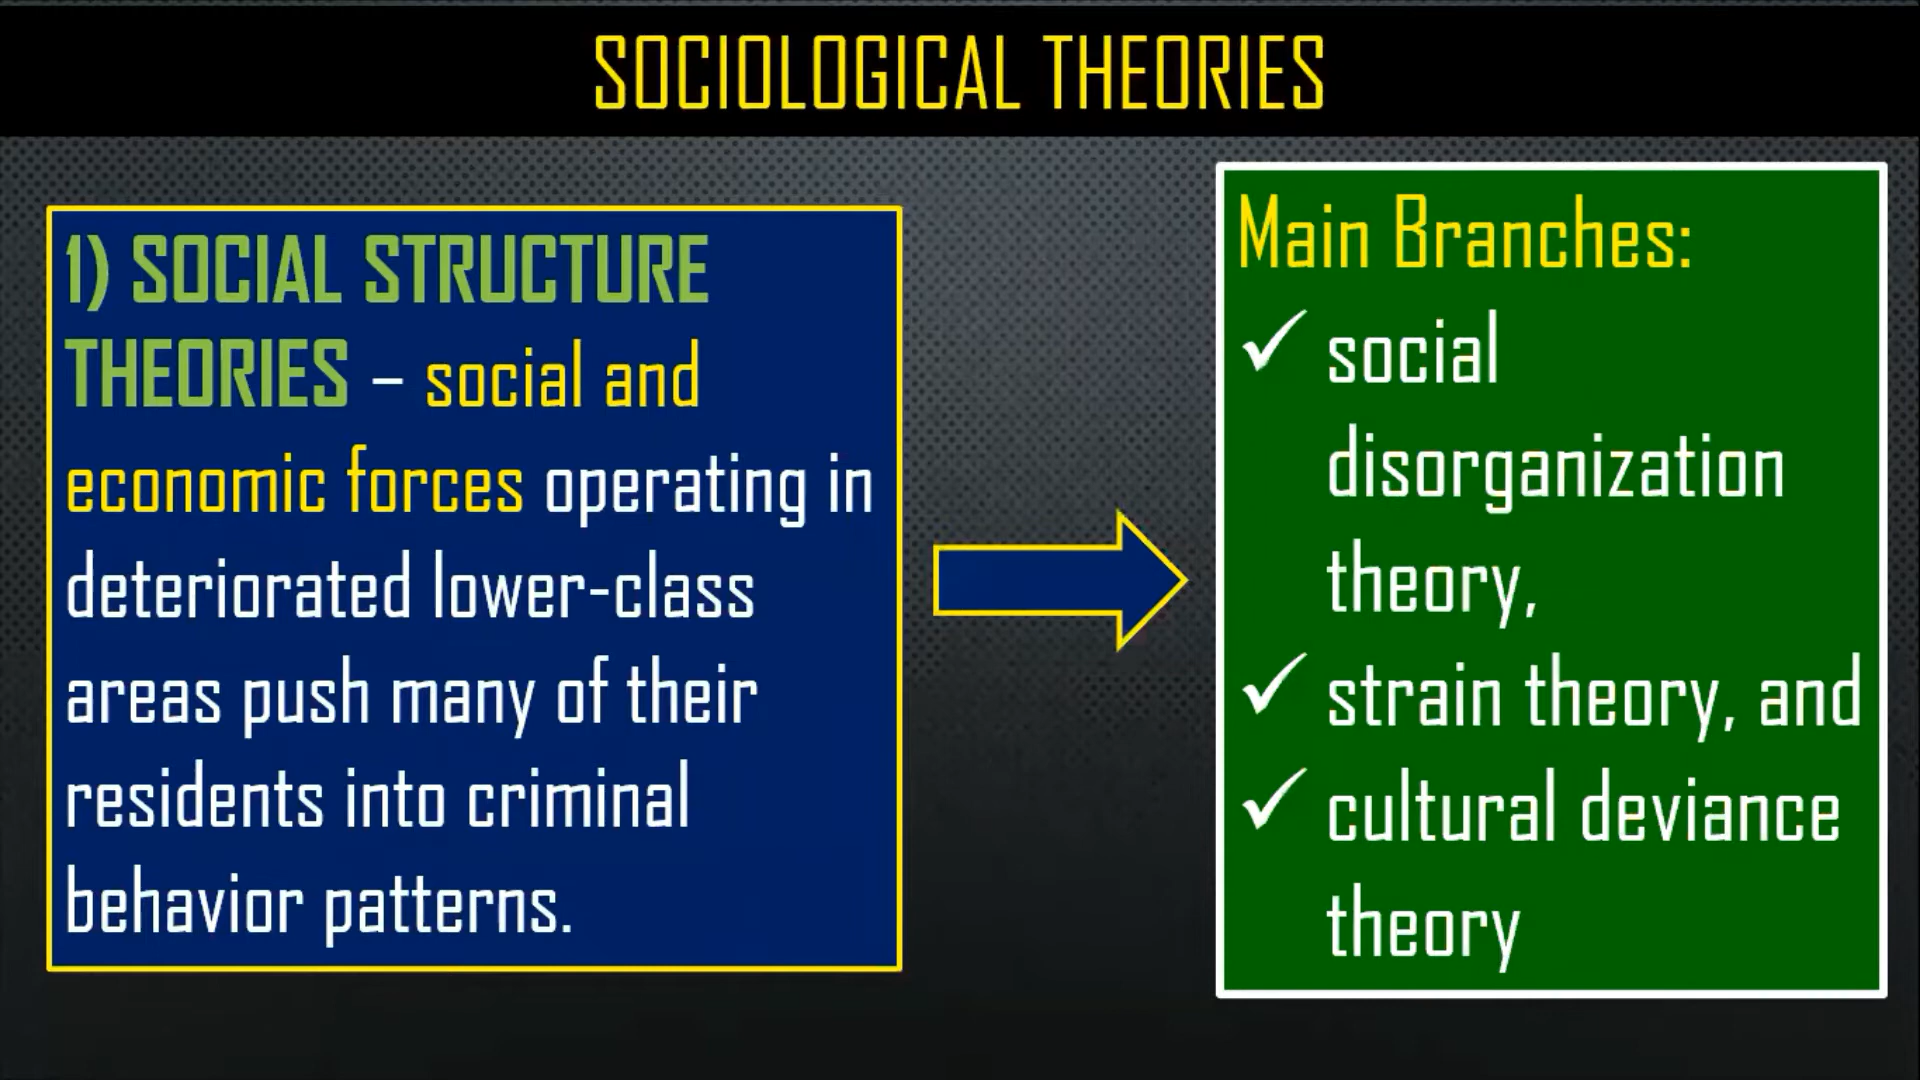 SOCIOLOGICAL THEORIES
1) SOCIAL STRUCTURE
THEORIES – social and
economic forces operating in
deteriorated lower-class
areas push many of their
residents into criminal
behavior patterns.
Main Branches:
✓ social
disorganization
theory,
✓ strain theory, and
✓ cultural deviance
theory